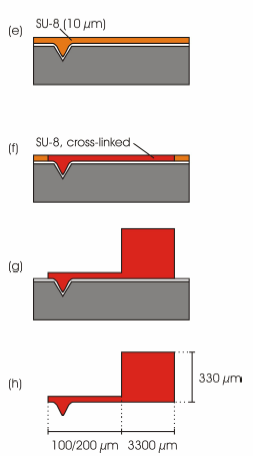 (e)
SU-8 (10 µm)
(f)
SU-8, cross-linked
(g)
(h)
330 µm
100/200 µm 3300 µm